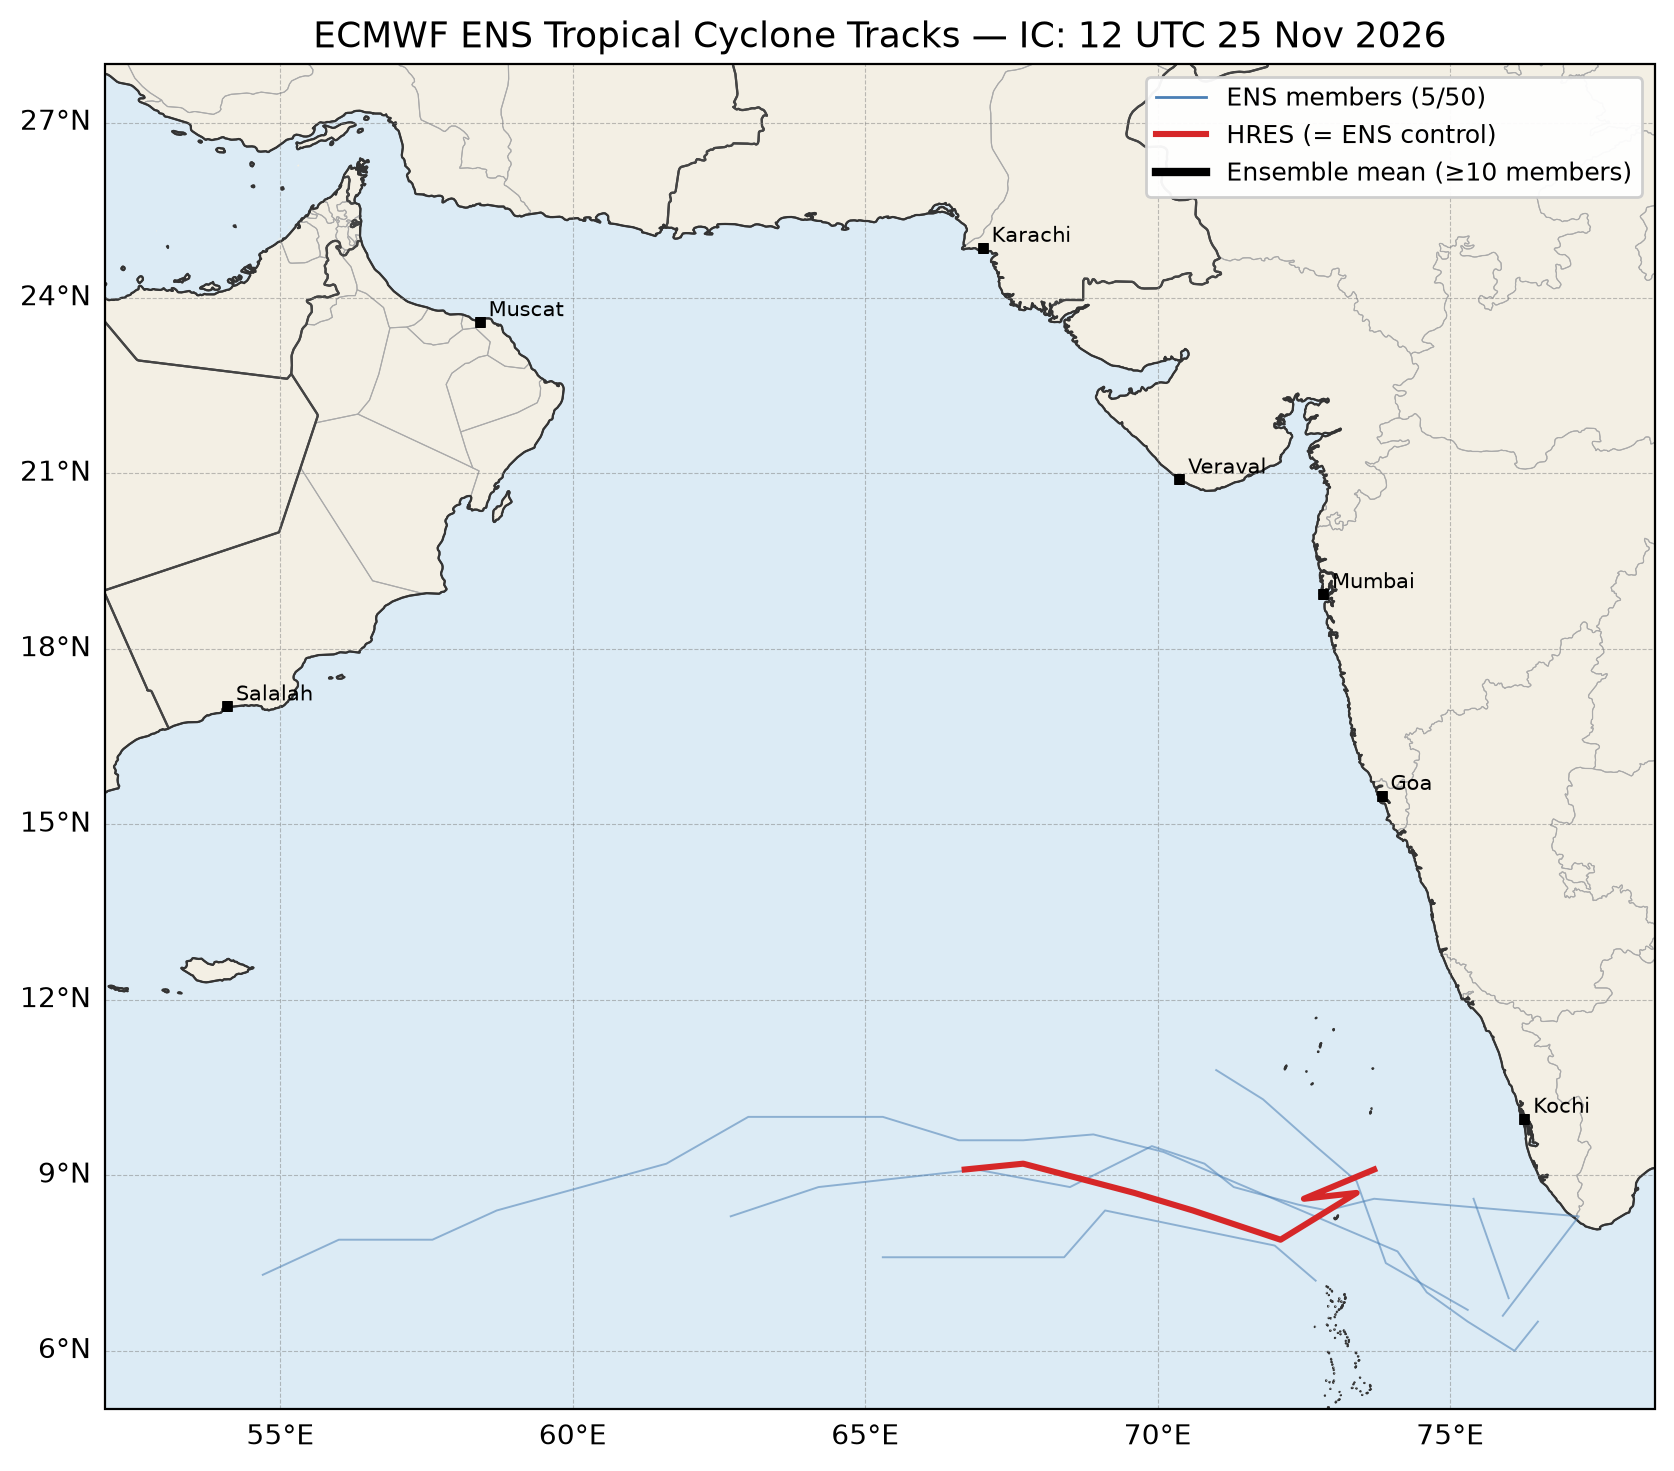 ECMWF ENS Tropical Cyclone Tracks — IC: 12 UTC 25 Nov 2026
ENS members (5/50)
HRES (= ENS control)
Ensemble mean (≥10 members)
27°N
24°N
21°N
18°N
15°N
12°N
9°N
6°N
Karachi
Muscat
Veraval
Mumbai
Salalah
Goa
Kochi
55°E
60°E
65°E
70°E
75°E